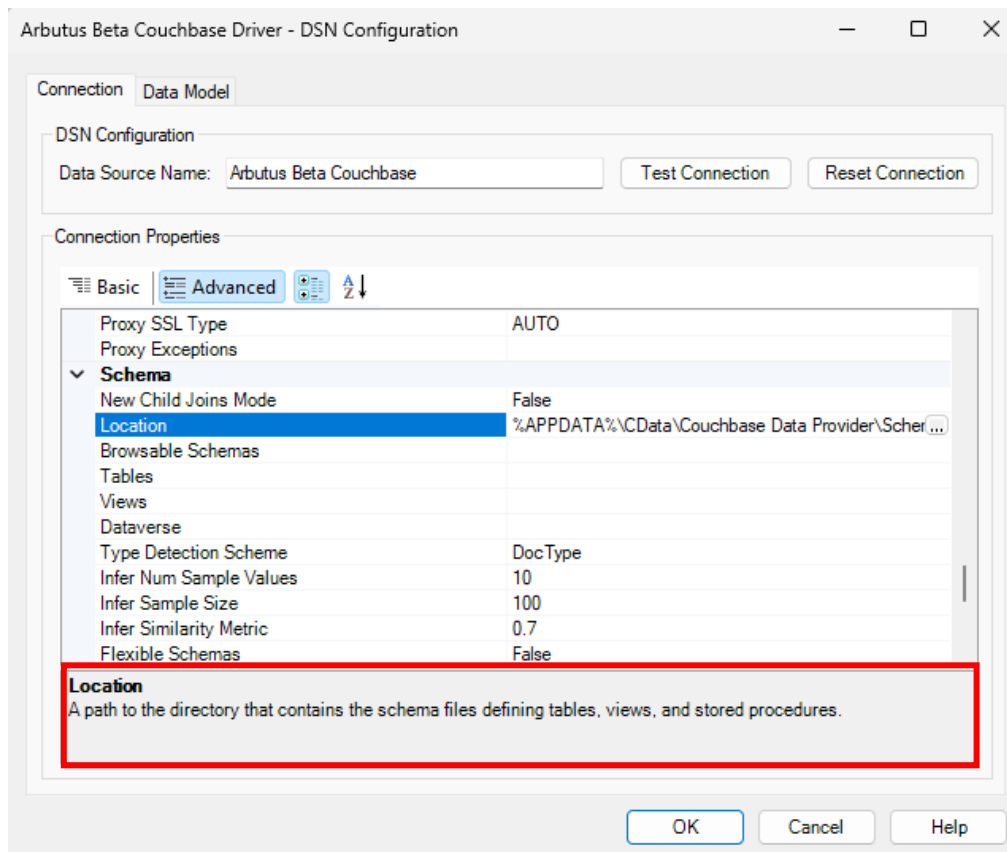 Arbutus Beta Couchbase Driver - DSN Configuration
Connection Data Model
DSN Configuration
Data Source Name: Arbutus Beta Couchbase Test Connection Reset Connection
Connection Properties
Basic Advanced
Proxy SSL Type AUTO
Proxy Exceptions
Schema
New Child Joins Mode False
Location %APPDATA%\CData\Couchbase Data Provider\Scher ...
Browsable Schemas
Tables
Views
Dataverse
Type Detection Scheme DocType
Infer Num Sample Values 10
Infer Sample Size 100
Infer Similarity Metric 0.7
Flexible Schemas False
Location
A path to the directory that contains the schema files defining tables, views, and stored procedures.
OK Cancel Help